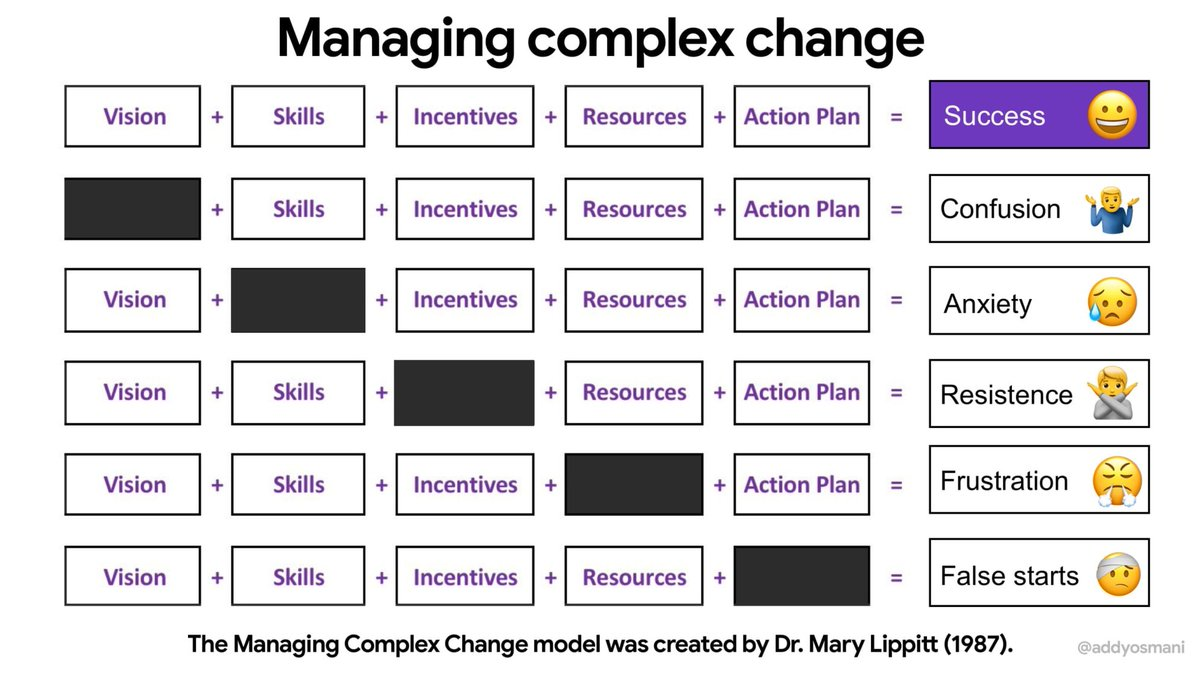 Managing complex change
Vision + Skills + Incentives + Resources + Action Plan = Success
+ Skills + Incentives + Resources + Action Plan = Confusion
Vision + + Incentives + Resources + Action Plan = Anxiety
Vision + Skills + + Resources + Action Plan = Resistence
Vision + Skills + Incentives + + Action Plan = Frustration
Vision + Skills + Incentives + Resources + = False starts
The Managing Complex Change model was created by Dr. Mary Lippitt (1987).
@addyosmani